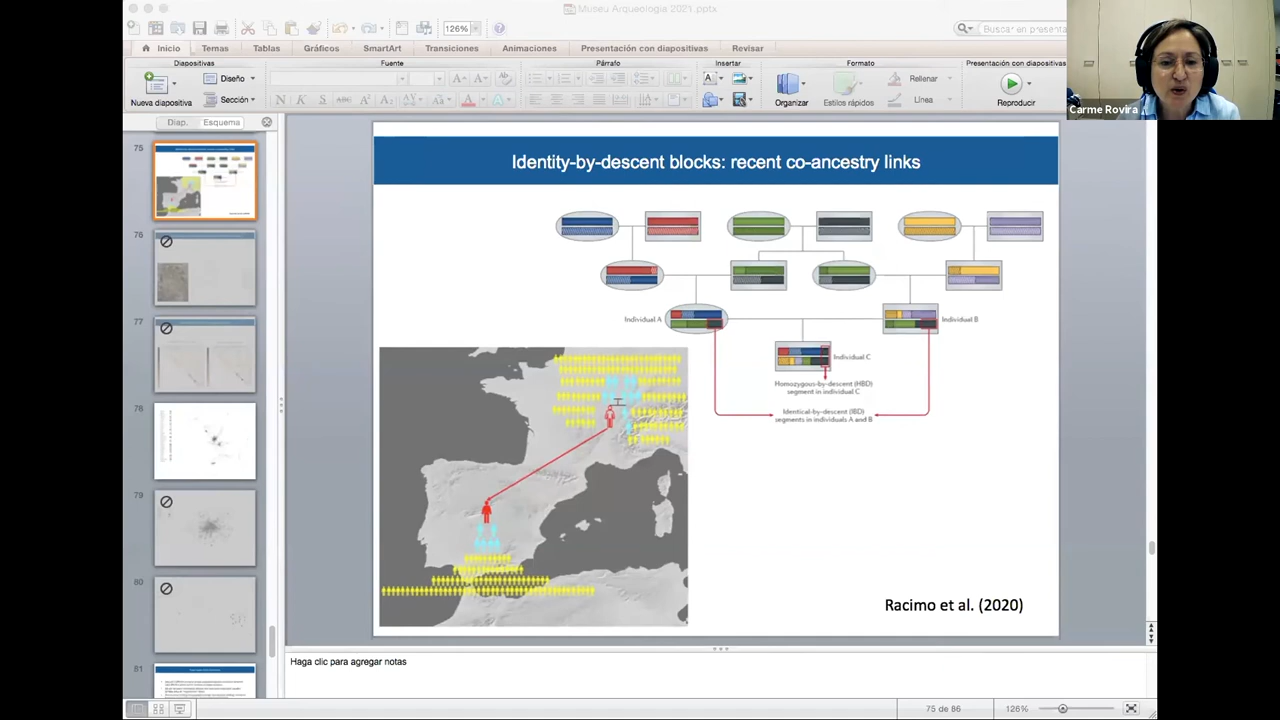 Museu Arqueologia 2021.pptx
126%
Buscar en presenta
Inicio Temas Tablas Gráficos SmartArt Transiciones Animaciones Presentación con diapositivas Revisar
Diapositivas Fuente Párrafo Insertar Formato Presentación con diapositivas
Diseño
Rellenar
Nueva diapositiva Sección Organizar Estilos rápidos Línea Reproducir
Carme Rovira
Diap. Esquema
75
76
77
78
79
80
81
Identity-by-descent blocks: recent co-ancestry links
Individual A
Individual B
Individual C
Homozygous-by-descent (HBD)
segment in individual C
Identical-by-descent (IBD)
segments in individuals A and B
Racimo et al. (2020)
Haga clic para agregar notas
75 de 86 126%